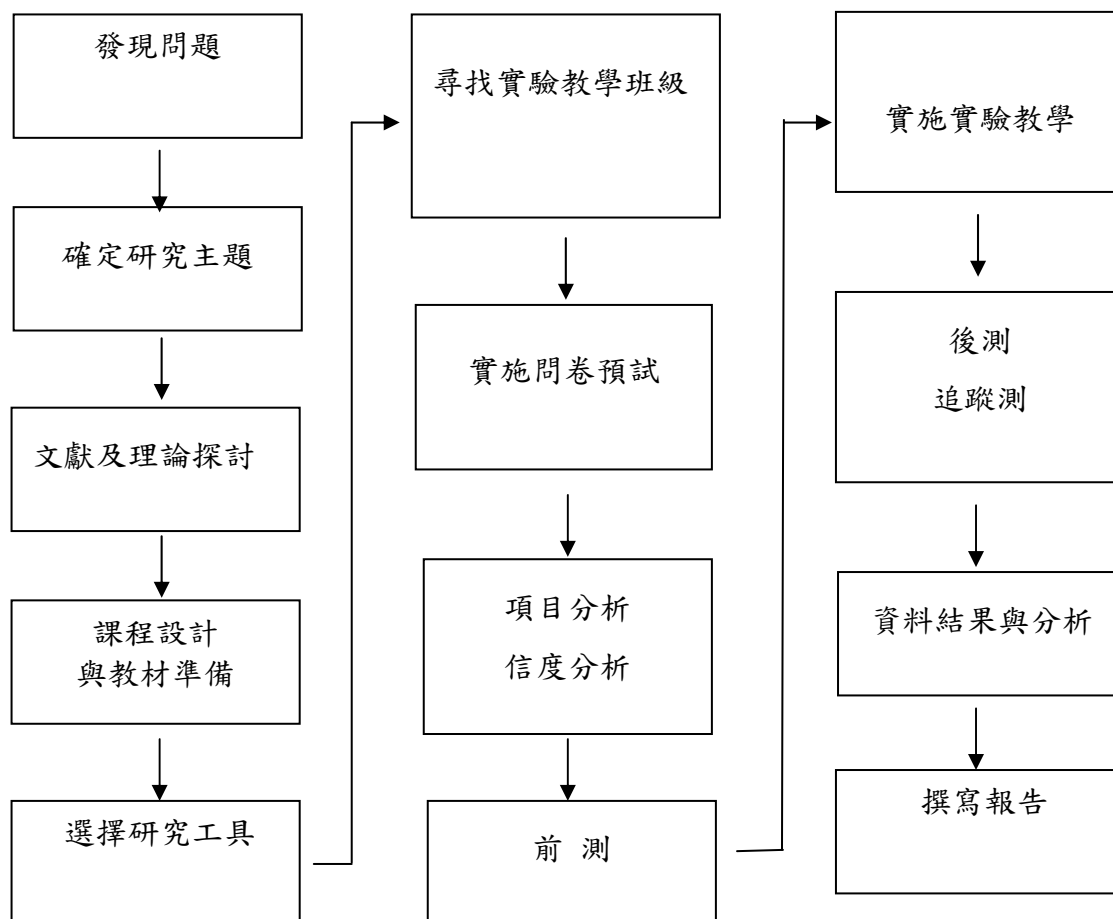 發現問題
確定研究主題
文獻及理論探討
課程設計
與教材準備
選擇研究工具
尋找實驗教學班級
實施問卷預試
項目分析
信度分析
前 測
實施實驗教學
後測
追蹤測
資料結果與分析
撰寫報告